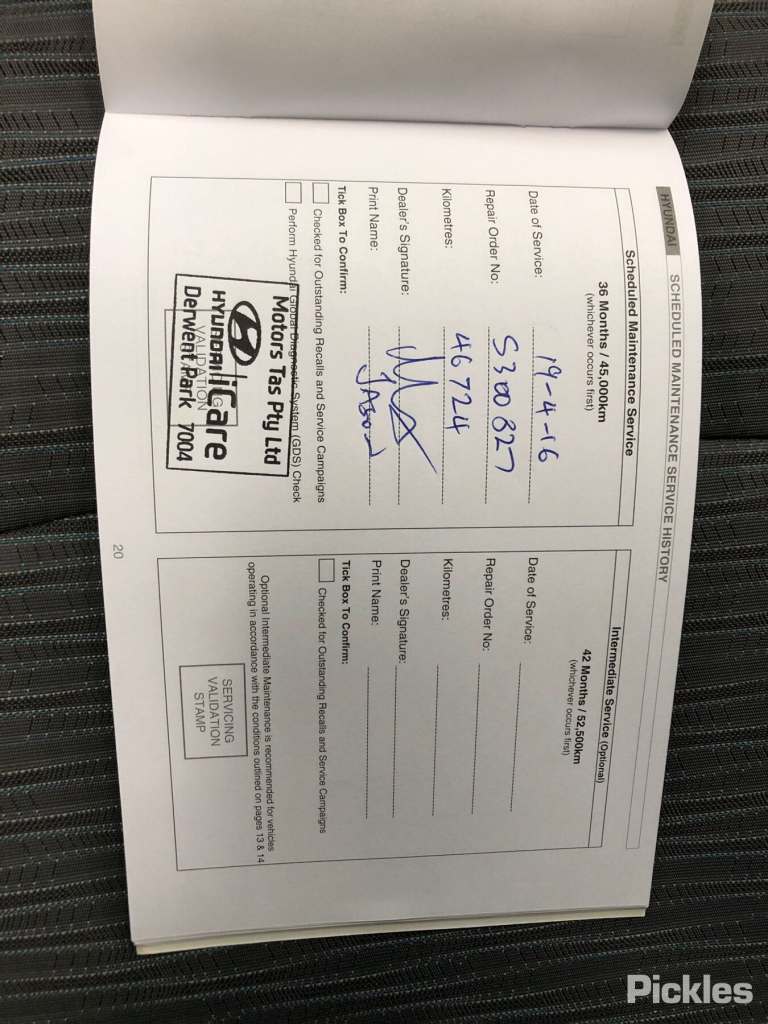 HYUNDAI SCHEDULED MAINTENANCE SERVICE HISTORY
Scheduled Maintenance Service
36 Months / 45,000km
(whichever occurs first)
Date of Service: 19-4-16
Repair Order No: S300827
Kilometres: 46724
Dealer's Signature:
Print Name: JASON
Tick Box To Confirm:
Checked for Outstanding Recalls and Service Campaigns
Perform Hyundai Global Diagnostic System (GDS) Check
Motors Tas Pty Ltd
HYUNDAI iCare
VALIDATION
Derwent Park 7004
Intermediate Service (Optional)
42 Months / 52,500km
(whichever occurs first)
Date of Service:
Repair Order No:
Kilometres:
Dealer's Signature:
Print Name:
Tick Box To Confirm:
Checked for Outstanding Recalls and Service Campaigns
Optional Intermediate Maintenance is recommended for vehicles
operating in accordance with the conditions outlined on pages 13 & 14
SERVICING
VALIDATION
STAMP
20
Pickles